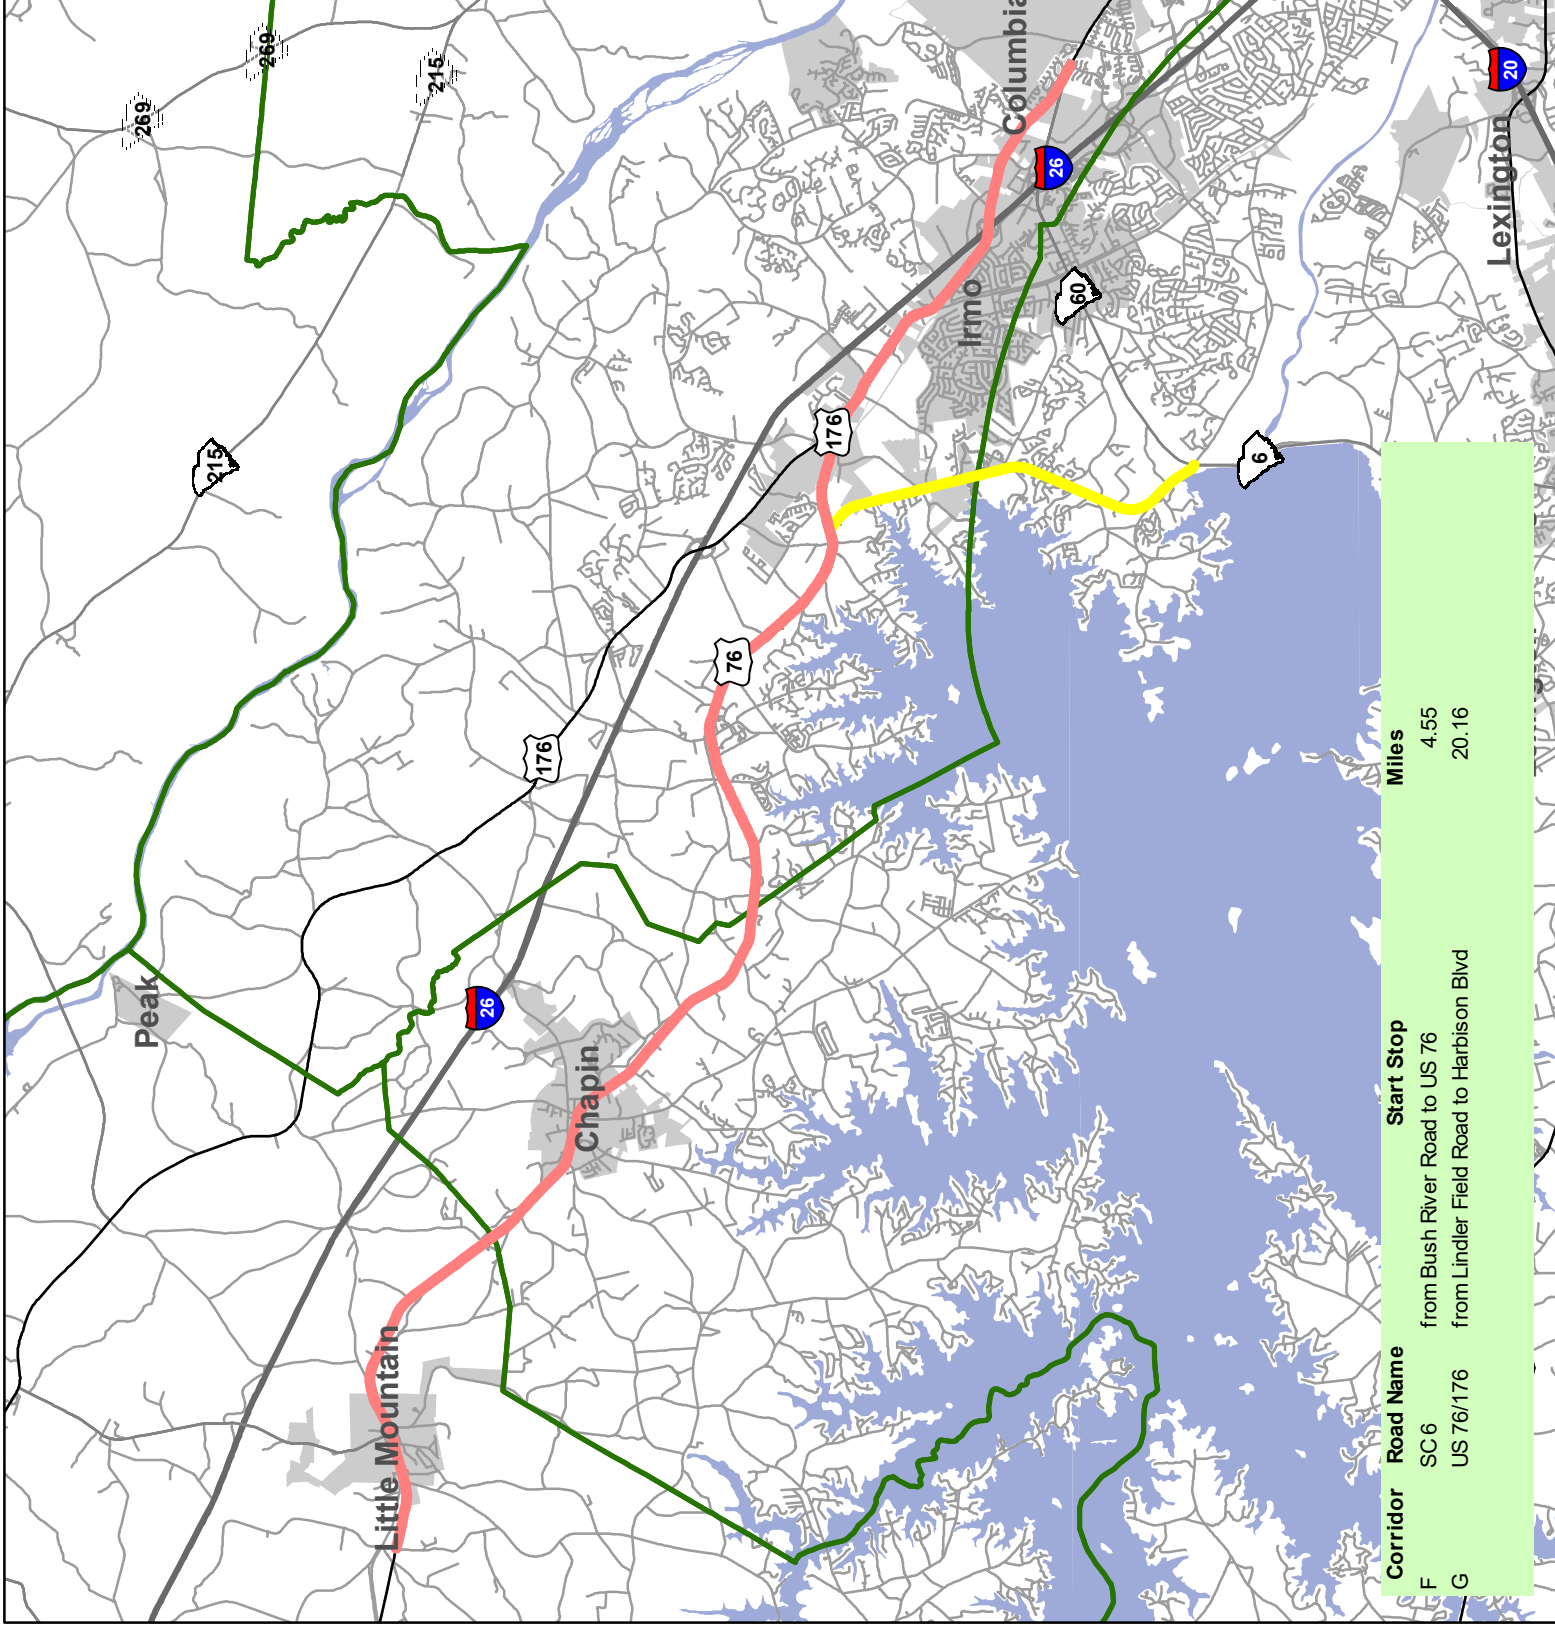 Little Mountain
Peak
Chapin
Irmo
Columbia
Lexington
269
269
215
215
26
176
76
176
26
60
6
20
Corridor Road Name Start Stop Miles
F SC 6 from Bush River Road to US 76 4.55
G US 76/176 from Lindler Field Road to Harbison Blvd 20.16